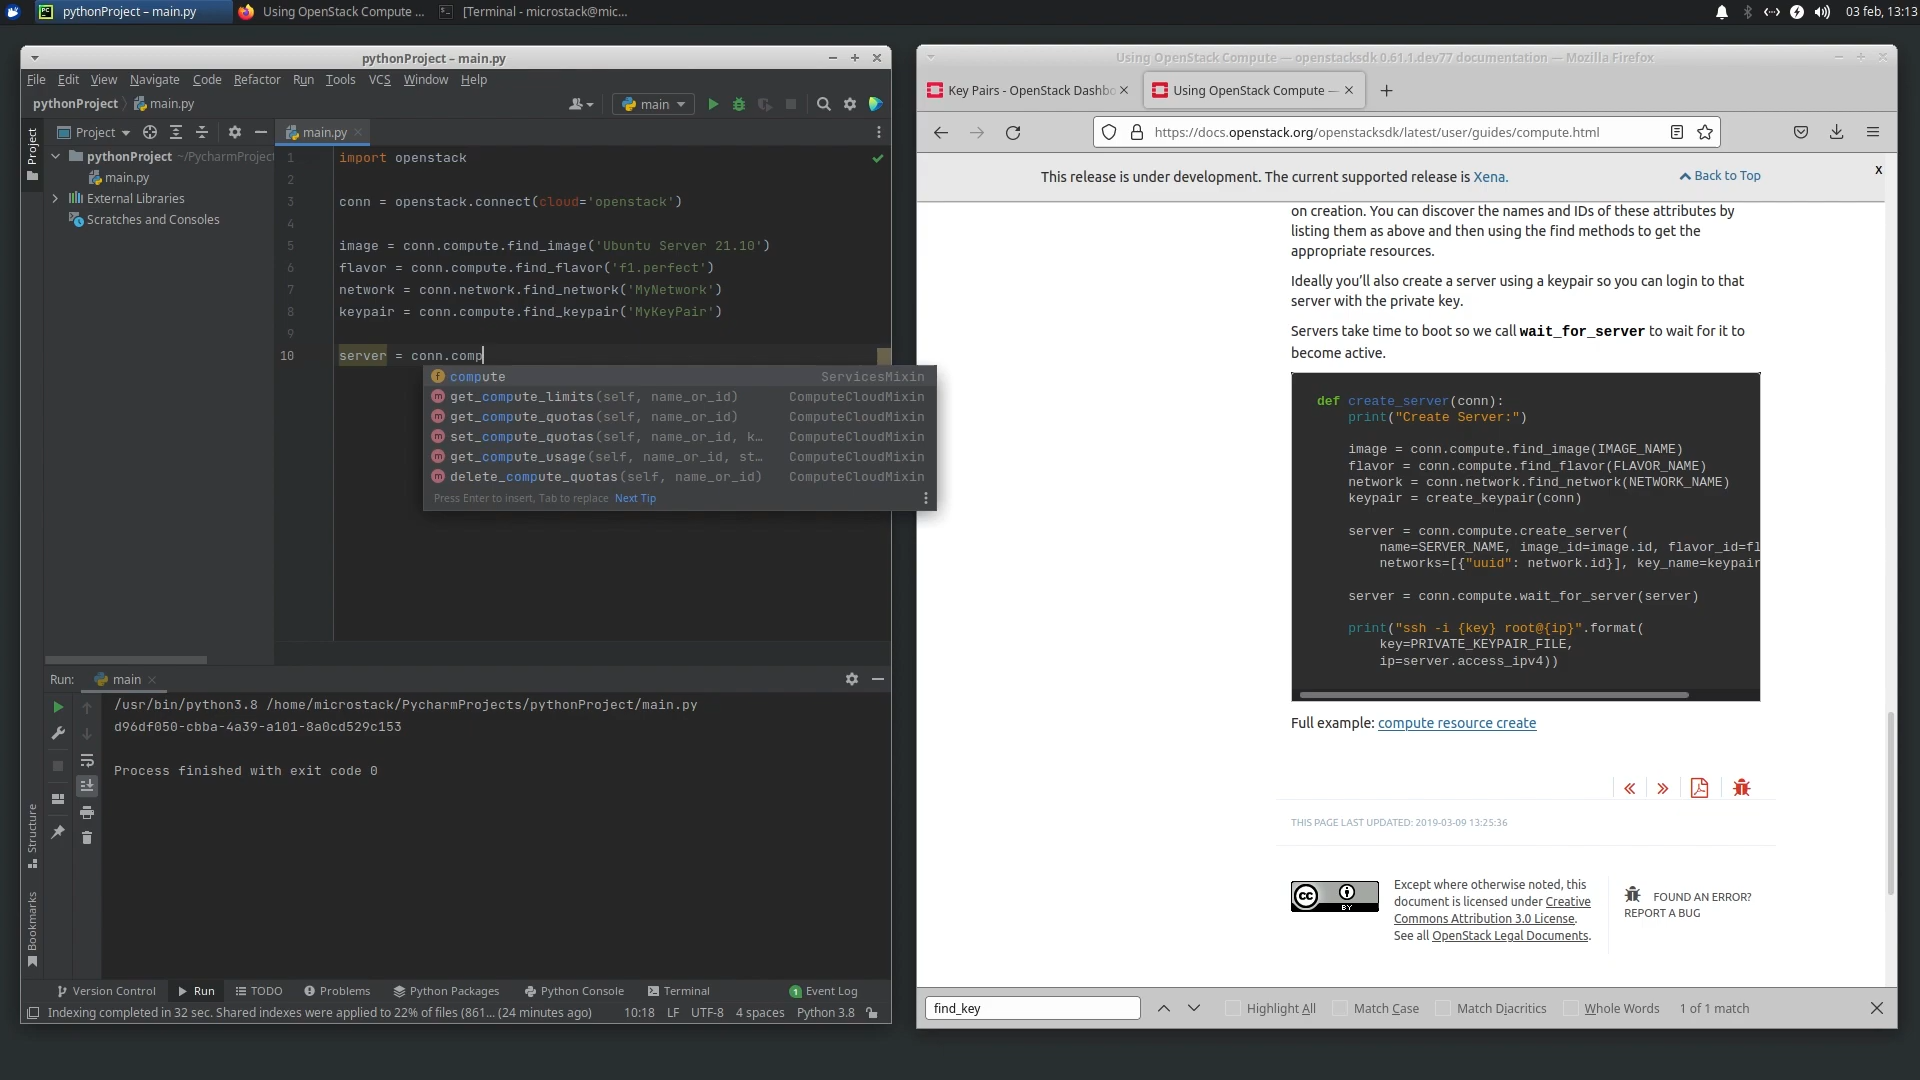 pythonProject – main.py
Using OpenStack Compute ...
[Terminal - microstack@mic...
03 feb, 13:13
pythonProject – main.py
File Edit View Navigate Code Refactor Run Tools VCS Window Help
pythonProject main.py
main
Project
main.py
Project
pythonProject ~/PycharmProject
main.py
External Libraries
Scratches and Consoles
1 import openstack
2
3 conn = openstack.connect(cloud='openstack')
4
5 image = conn.compute.find_image('Ubuntu Server 21.10')
6 flavor = conn.compute.find_flavor('f1.perfect')
7 network = conn.network.find_network('MyNetwork')
8 keypair = conn.compute.find_keypair('MyKeyPair')
9
10 server = conn.comp
f compute ServicesMixin
m get_compute_limits(self, name_or_id) ComputeCloudMixin
m get_compute_quotas(self, name_or_id) ComputeCloudMixin
m set_compute_quotas(self, name_or_id, k... ComputeCloudMixin
m get_compute_usage(self, name_or_id, st... ComputeCloudMixin
m delete_compute_quotas(self, name_or_id) ComputeCloudMixin
Press Enter to insert, Tab to replace Next Tip
Run: main
/usr/bin/python3.8 /home/microstack/PycharmProjects/pythonProject/main.py
d96df050-cbba-4a39-a101-8a0cd529c153
Process finished with exit code 0
Structure
Bookmarks
Version Control Run TODO Problems Python Packages Python Console Terminal 1 Event Log
Indexing completed in 32 sec. Shared indexes were applied to 22% of files (861... (24 minutes ago) 10:18 LF UTF-8 4 spaces Python 3.8
Using OpenStack Compute — openstacksdk 0.61.1.dev77 documentation — Mozilla Firefox
Key Pairs - OpenStack Dashbo
Using OpenStack Compute —
https://docs.openstack.org/openstacksdk/latest/user/guides/compute.html
This release is under development. The current supported release is Xena.
Back to Top
x
on creation. You can discover the names and IDs of these attributes by
listing them as above and then using the find methods to get the
appropriate resources.
Ideally you’ll also create a server using a keypair so you can login to that
server with the private key.
Servers take time to boot so we call wait_for_server to wait for it to
become active.
def create_server(conn):
print("Create Server:")
image = conn.compute.find_image(IMAGE_NAME)
flavor = conn.compute.find_flavor(FLAVOR_NAME)
network = conn.network.find_network(NETWORK_NAME)
keypair = create_keypair(conn)
server = conn.compute.create_server(
name=SERVER_NAME, image_id=image.id, flavor_id=fl
networks=[{"uuid": network.id}], key_name=keypair
server = conn.compute.wait_for_server(server)
print("ssh -i {key} root@{ip}".format(
key=PRIVATE_KEYPAIR_FILE,
ip=server.access_ipv4))
Full example: compute resource create
THIS PAGE LAST UPDATED: 2019-03-09 13:25:36
cc BY
Except where otherwise noted, this
document is licensed under Creative
Commons Attribution 3.0 License.
See all OpenStack Legal Documents.
FOUND AN ERROR?
REPORT A BUG
find_key
Highlight All Match Case Match Diacritics Whole Words 1 of 1 match